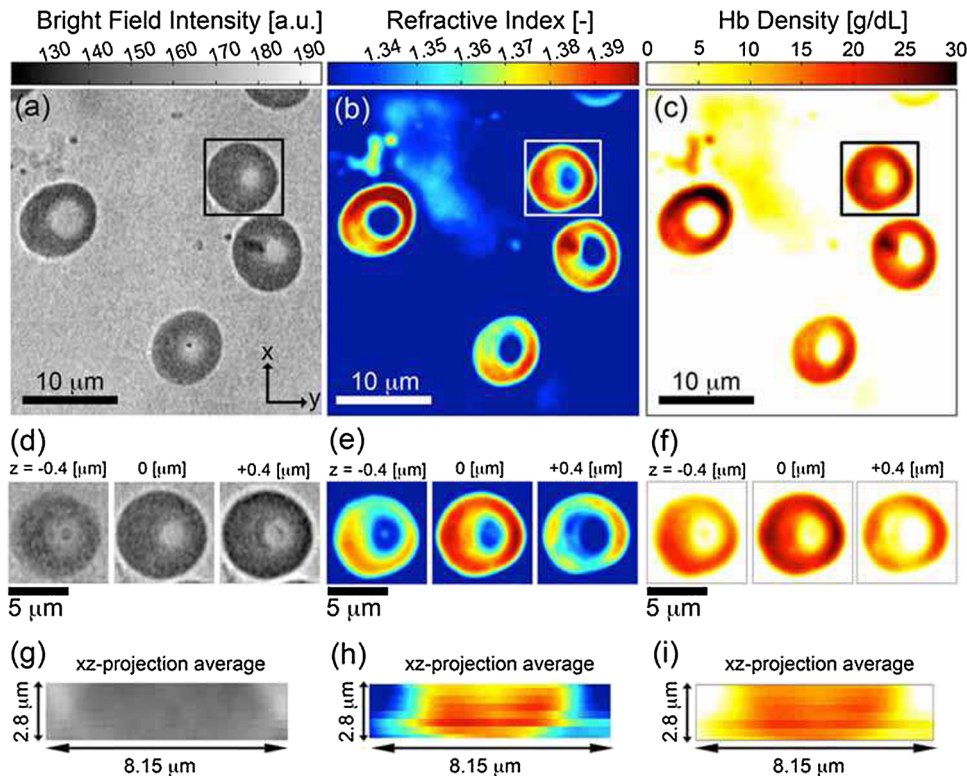 Bright Field Intensity [a.u.] Refractive Index [-] Hb Density [g/dL]
130 140 150 160 170 180 190 1.34 1.35 1.36 1.37 1.38 1.39 0 5 10 15 20 25 30
(a) (b) (c)
x
y
10 μm 10 μm 10 μm
(d) (e) (f)
z = -0.4 [μm] 0 [μm] +0.4 [μm] z = -0.4 [μm] 0 [μm] +0.4 [μm] z = -0.4 [μm] 0 [μm] +0.4 [μm]
5 μm 5 μm 5 μm
(g) (h) (i)
xz-projection average xz-projection average xz-projection average
2.8 μm 2.8 μm 2.8 μm
8.15 μm 8.15 μm 8.15 μm